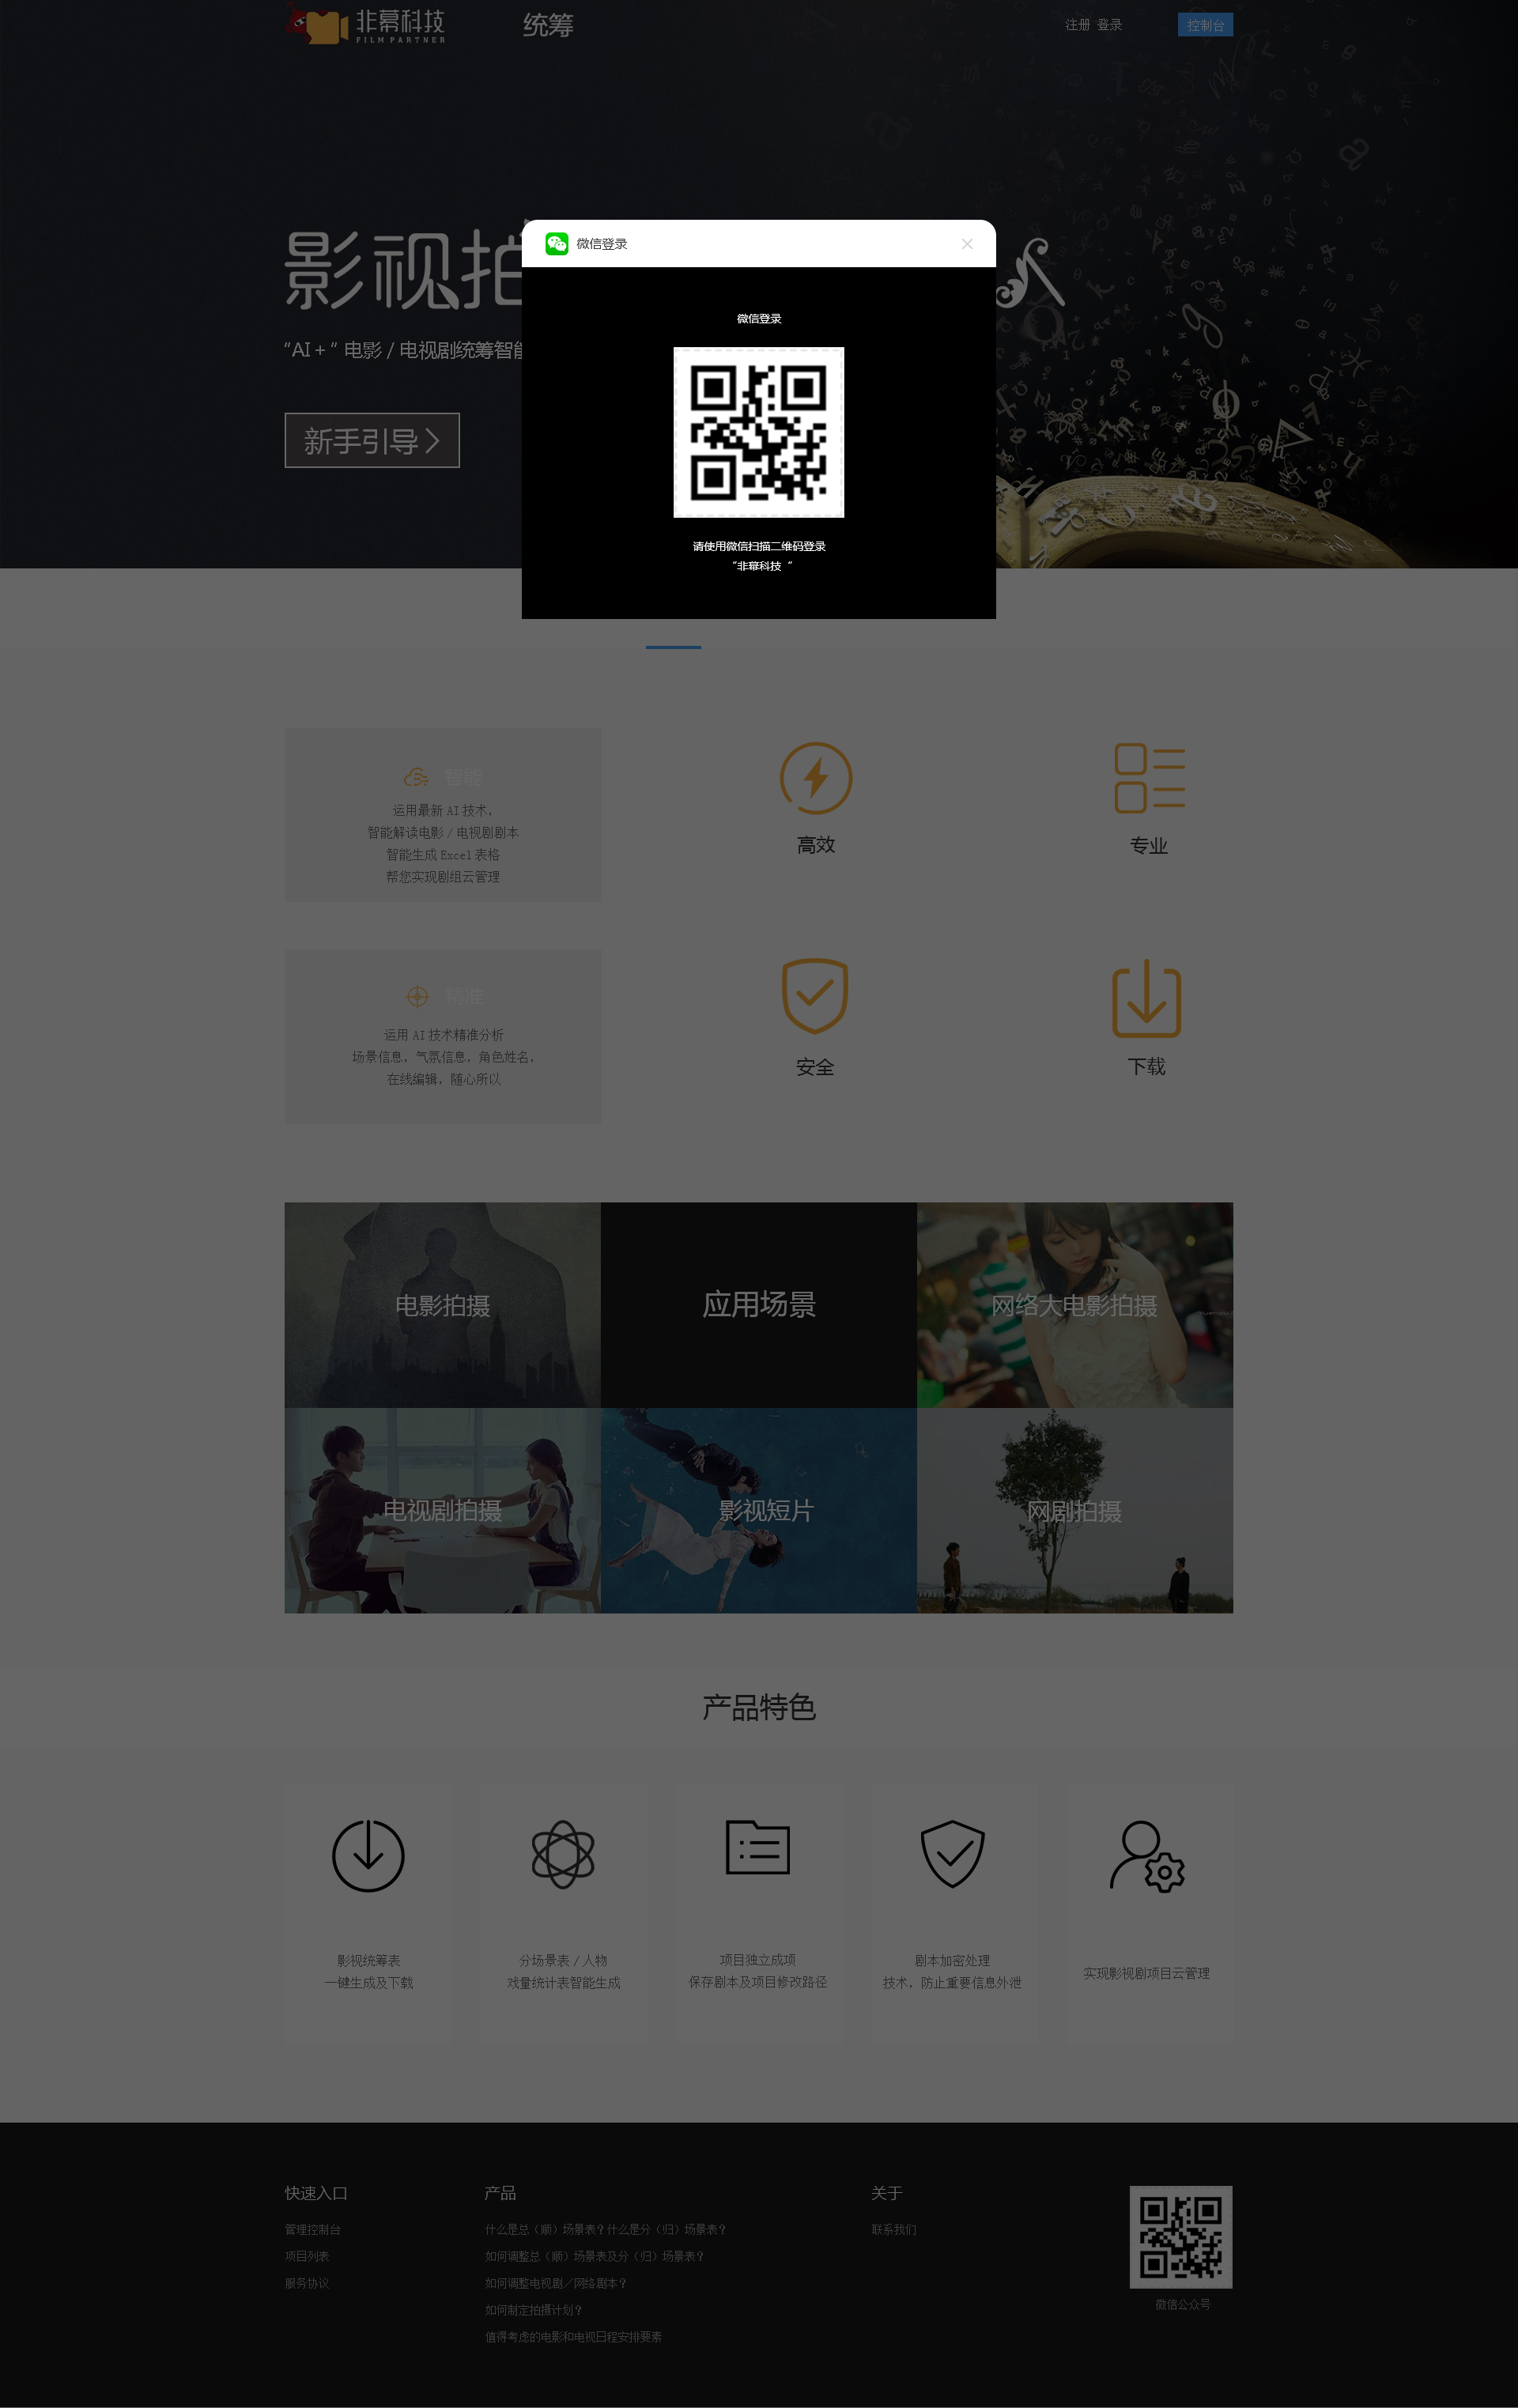 非幕科技
FILM PARTNER
统筹
注册 登录
控制台
影视拍
“AI + ” 电影 / 电视剧统筹智能
新手引导
微信登录
微信登录
请使用微信扫描二维码登录
“非幕科技 “
智能
运用最新 AI 技术，
智能解读电影 / 电视剧剧本
智能生成 Excel 表格
帮您实现剧组云管理
高效
专业
精准
运用 AI 技术精准分析
场景信息，气氛信息，角色姓名，
在线编辑，随心所以
安全
下载
电影拍摄
应用场景
网络大电影拍摄
电视剧拍摄
影视短片
网剧拍摄
产品特色
影视统筹表
一键生成及下载
分场景表 / 人物
戏量统计表智能生成
项目独立成项
保存剧本及项目修改路径
剧本加密处理
技术，防止重要信息外泄
实现影视剧项目云管理
快速入口
管理控制台
项目列表
服务协议
产品
什么是总（顺）场景表？什么是分（归）场景表？
如何调整总（顺）场景表及分（归）场景表？
如何调整电视剧／网络剧本？
如何制定拍摄计划？
值得考虑的电影和电视日程安排要素
关于
联系我们
微信公众号